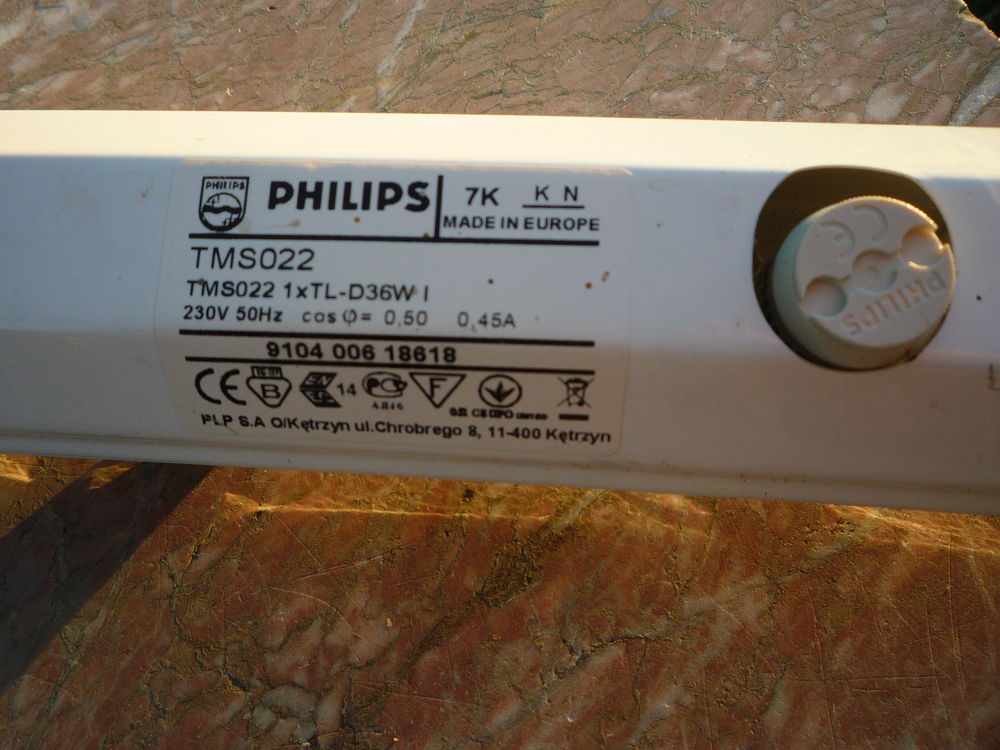 PHILIPS PHILIPS 7K K N
MADE IN EUROPE
TMS022
TMS022 1xTL-D36W I
230V 50Hz cos φ= 0,50 0,45A
9104 006 18618
CE B 14 F
PLP S.A O/Kętrzyn ul.Chrobrego 8, 11-400 Kętrzyn
PHILIPS